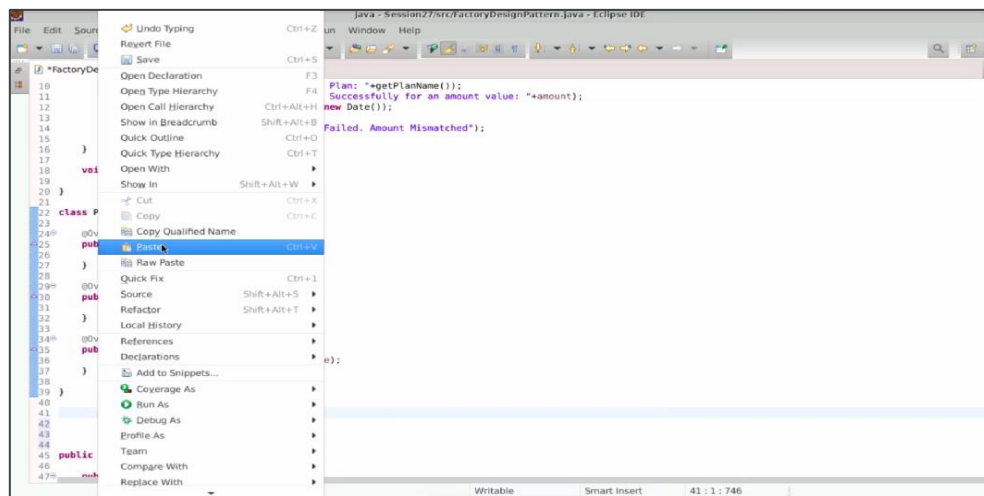 java - Session27/src/FactoryDesignPattern.java - Eclipse IDE
File Edit Sourc un Window Help
*FactoryDe
Undo Typing Ctrl+Z
Revert File
Save Ctrl+S
Open Declaration F3
Open Type Hierarchy F4
Open Call Hierarchy Ctrl+Alt+H
Show in Breadcrumb Shift+Alt+B
Quick Outline Ctrl+O
Quick Type Hierarchy Ctrl+T
Open With
Show In Shift+Alt+W
Cut Ctrl+X
Copy Ctrl+C
Copy Qualified Name
Paste Ctrl+V
Raw Paste
Quick Fix Ctrl+1
Source Shift+Alt+S
Refactor Shift+Alt+T
Local History
References
Declarations
Add to Snippets...
Coverage As
Run As
Debug As
Profile As
Team
Compare With
Replace With
10 Plan: "+getPlanName());
11 Successfully for an amount value: "+amount);
12 new Date());
13
14 Failed. Amount Mismatched");
15
16 }
17
18 voi
19
20 }
21
22 class P
23
24 @Ov
25 pub
26
27 }
28
29 @Ov
30 pub
31
32 }
33
34 @Ov
35 pub
36 e);
37 }
38
39 }
40
41
42
43
44
45 public
46
47 pub
Writable Smart Insert 41 : 1 : 746